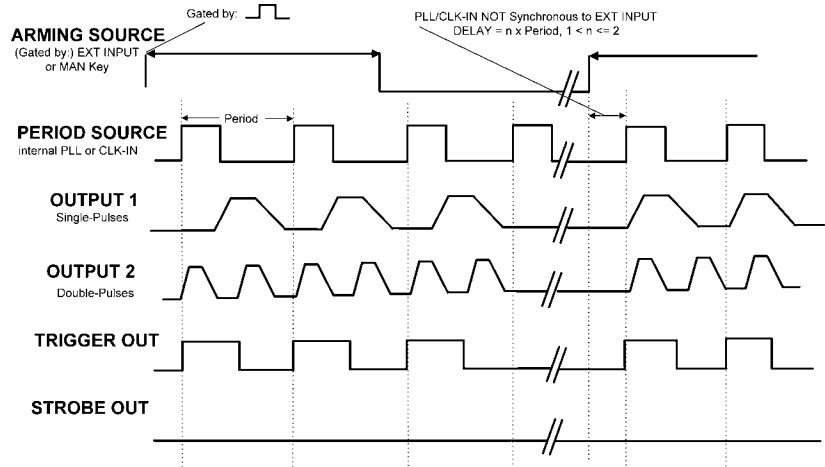 Gated by:
PLL/CLK-IN NOT Synchronous to EXT INPUT
DELAY = n x Period, 1 < n <= 2
ARMING SOURCE
(Gated by:) EXT INPUT
or MAN Key
Period
PERIOD SOURCE
internal PLL or CLK-IN
OUTPUT 1
Single-Pulses
OUTPUT 2
Double-Pulses
TRIGGER OUT
STROBE OUT